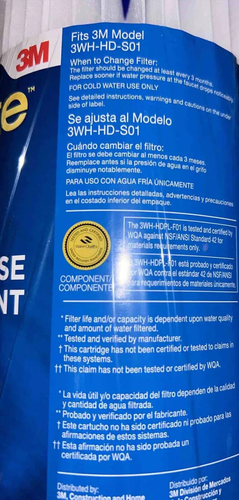 3M
Fits 3M Model
3WH-HD-S01
When to Change Filter:
The filter should be changed at least every 3 months.
Replace sooner if water pressure at the faucet drops noticeably.
FOR COLD WATER USE ONLY
See detailed instructions, warnings and cautions on the under
side of label.
e™
Se ajusta al Modelo
3WH-HD-S01
Cuándo cambiar el filtro:
El filtro se debe cambiar al menos cada 3 meses.
Reemplace antes si la presión de agua en el grifo
disminuye notablemente.
PARA USO CON AGUA FRÍA ÚNICAMENTE
Lea las instrucciones detalladas, advertencias y precauciones
en el costado inferior del empaque.
COMPONENT
COMPONENTE
The 3WH-HDPL-F01 is tested and certified by
WQA against NSF/ANSI Standard 42 for
materials requirements only.
3WH-HDPL-F01 está probado y certificado
por WQA contra el estándar 42 de NSF/ANSI
para requerimientos de materiales únicamente.
SE
NT
* Filter life and/or capacity is dependent upon water quality
and amount of water filtered.
** Tested and verified by manufacturer.
† This cartridge has not been certified or tested to claims in
these systems.
†† This claim has not been tested or certified by WQA.
* La vida útil y/o capacidad del filtro dependen de la calidad
y cantidad de agua filtrada.
** Probado y verificado por el fabricante.
† Este cartucho no ha sido certificado ni probado para las
afirmaciones de estos sistemas.
†† Esta afirmación no ha sido probada un
certificado por WQA.
Distributed by:
3M, Construction and Home
Distribuido por:
3M División de Mercados